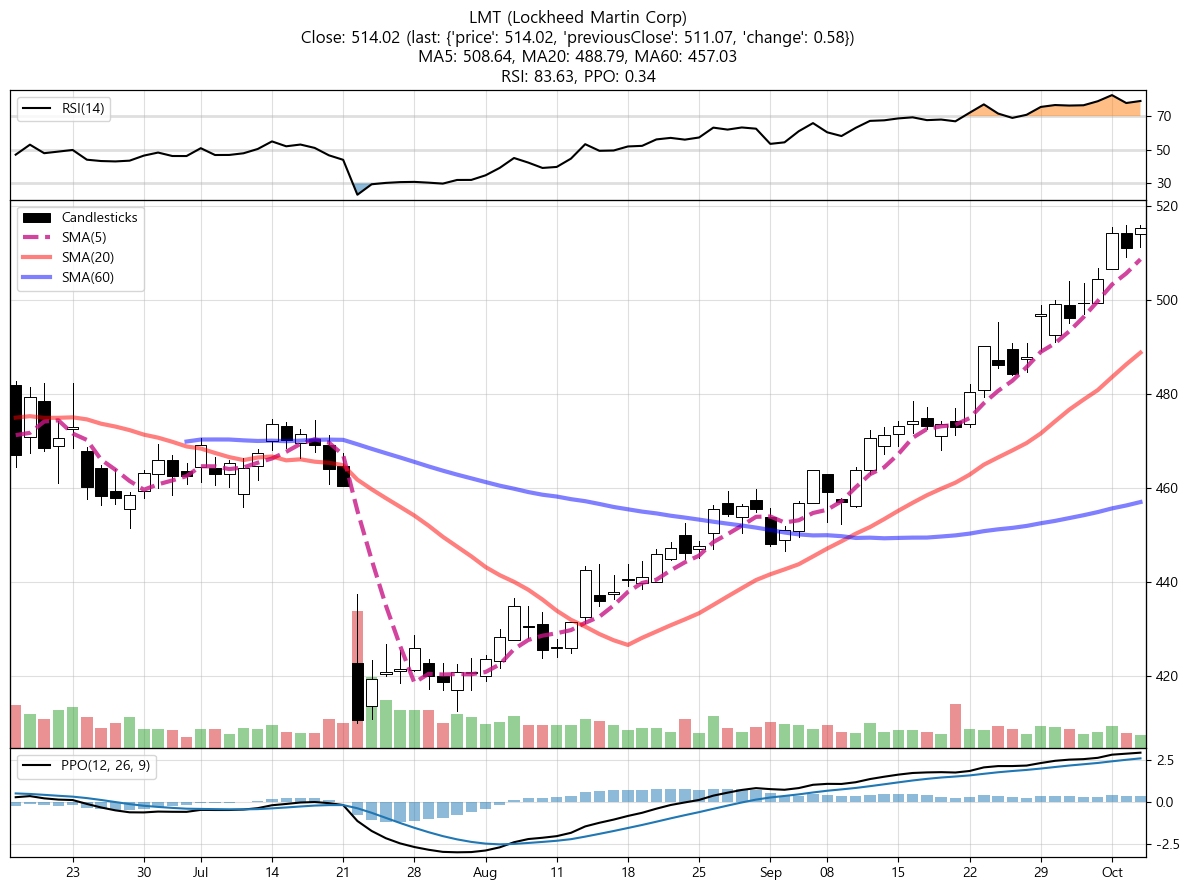 LMT (Lockheed Martin Corp)
Close: 514.02 (last: {'price': 514.02, 'previousClose': 511.07, 'change': 0.58})
MA5: 508.64, MA20: 488.79, MA60: 457.03
RSI: 83.63, PPO: 0.34
RSI(14)
70
50
30
Candlesticks
SMA(5)
SMA(20)
SMA(60)
520
500
480
460
440
420
PPO(12, 26, 9)
2.5
0.0
−2.5
23 30 Jul 14 21 28 Aug 11 18 25 Sep 08 15 22 29 Oct